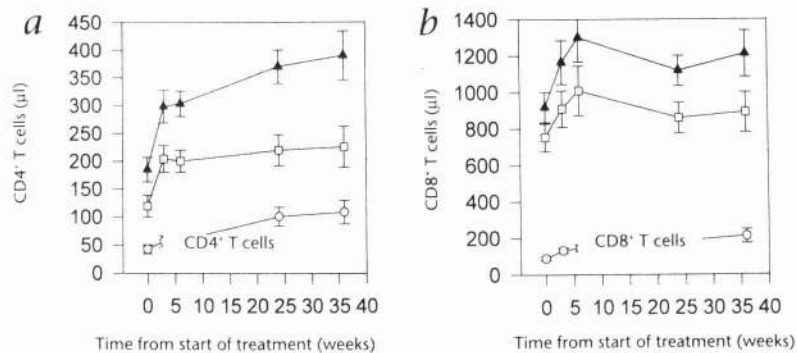 a
CD4⁺ T cells (µl)
450
400
350
300
250
200
150
100
50
0
CD4⁺ T cells
0 5 10 15 20 25 30 35 40
Time from start of treatment (weeks)
b
CD8⁺ T cells (µl)
1400
1200
1000
800
600
400
200
0
CD8⁺ T cells
0 5 10 15 20 25 30 35 40
Time from start of treatment (weeks)